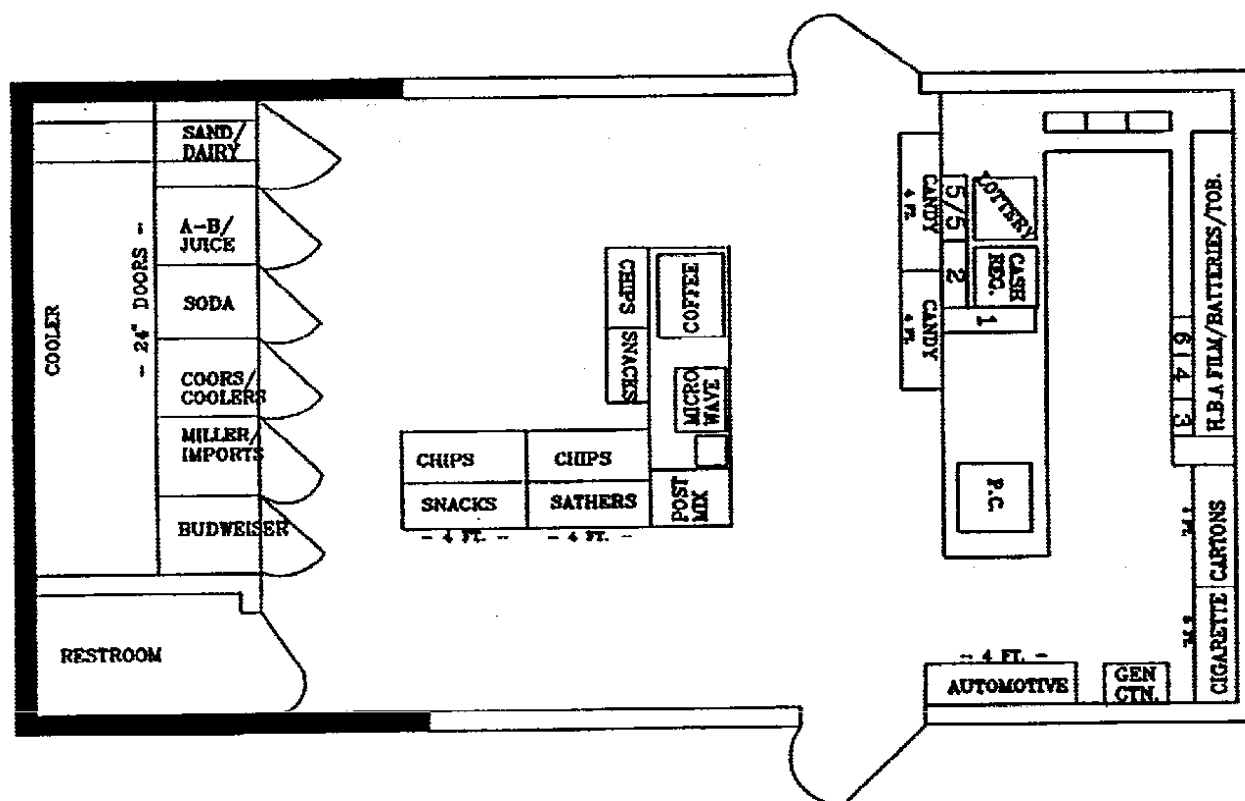 SAND/
DAIRY
A-B/
JUICE
SODA
COORS/
COOLERS
MILLER/
IMPORTS
BUDWEISER
- 24" DOORS -
COOLER
RESTROOM
CHIPS
SNACKS
COFFEE
MICRO
WAVE
CHIPS
CHIPS
SNACKS
SATHERS
POST
MIX
- 4 FT. -
- 4 FT. -
CANDY
4 FT.
CANDY
4 FT.
5/5
2
1
LOTTERY
CASH
REG.
P.C.
6 4 3
H.B.A FILM/BATTERIES/TOB.
CIGARETTE CARTONS
- 4 FT. -
AUTOMOTIVE
GEN
CTN.